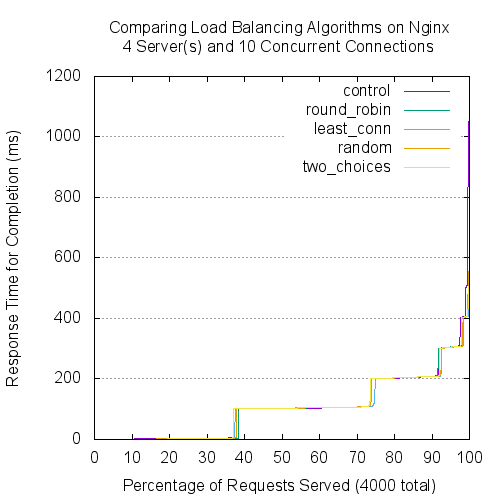 Comparing Load Balancing Algorithms on Nginx
4 Server(s) and 10 Concurrent Connections
1200
1000
800
600
400
200
0
Response Time for Completion (ms)
control
round_robin
least_conn
random
two_choices
0 10 20 30 40 50 60 70 80 90 100
Percentage of Requests Served (4000 total)